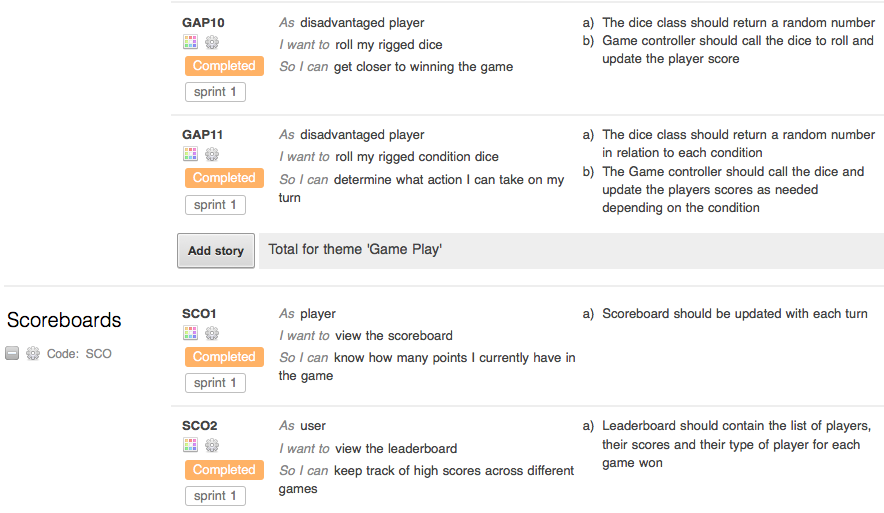 GAP10
Completed
sprint 1
As disadvantaged player
I want to roll my rigged dice
So I can get closer to winning the game
a) The dice class should return a random number
b) Game controller should call the dice to roll and
update the player score
GAP11
Completed
sprint 1
As disadvantaged player
I want to roll my rigged condition dice
So I can determine what action I can take on my
turn
a) The dice class should return a random number
in relation to each condition
b) The Game controller should call the dice and
update the players scores as needed
depending on the condition
Add story
Total for theme 'Game Play'
Scoreboards
Code: SCO
SCO1
Completed
sprint 1
As player
I want to view the scoreboard
So I can know how many points I currently have in
the game
a) Scoreboard should be updated with each turn
SCO2
Completed
sprint 1
As user
I want to view the leaderboard
So I can keep track of high scores across different
games
a) Leaderboard should contain the list of players,
their scores and their type of player for each
game won